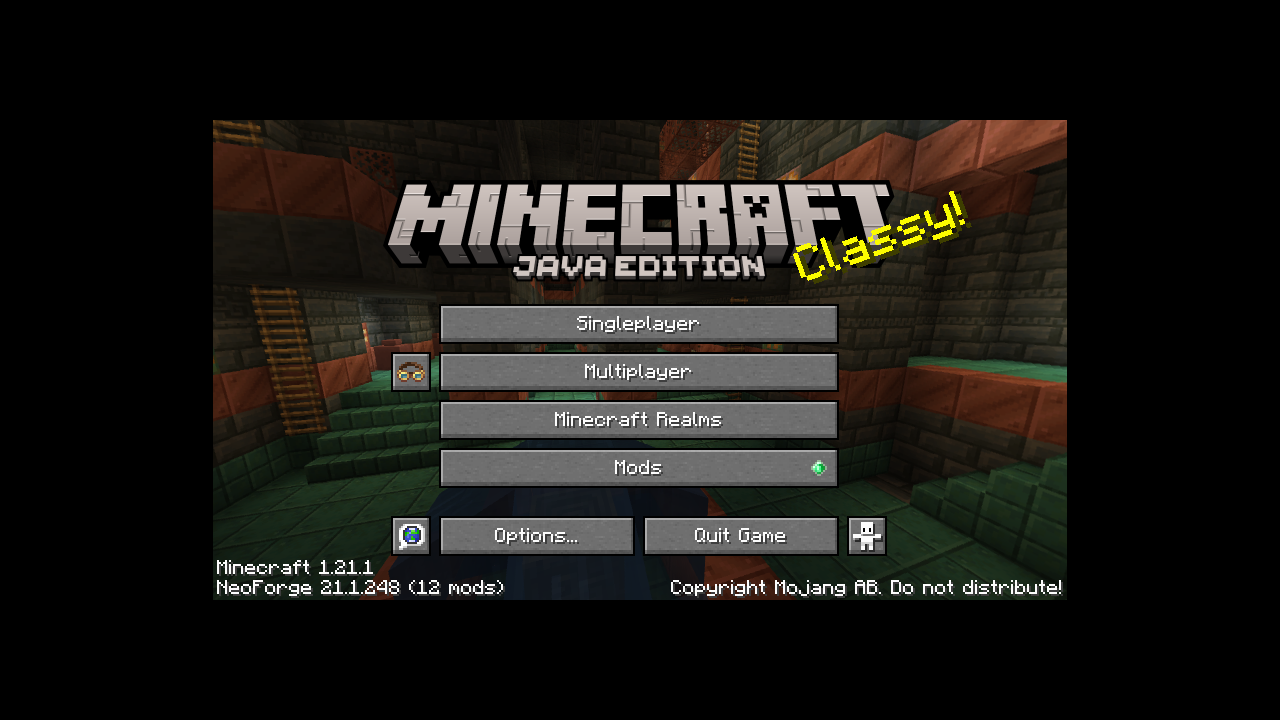 MINECRAFT
JAVA EDITION
Classy!
Singleplayer
Multiplayer
Minecraft Realms
Mods
Options...
Quit Game
Minecraft 1.21.1
NeoForge 21.1.248 (12 mods)
Copyright Mojang AB. Do not distribute!